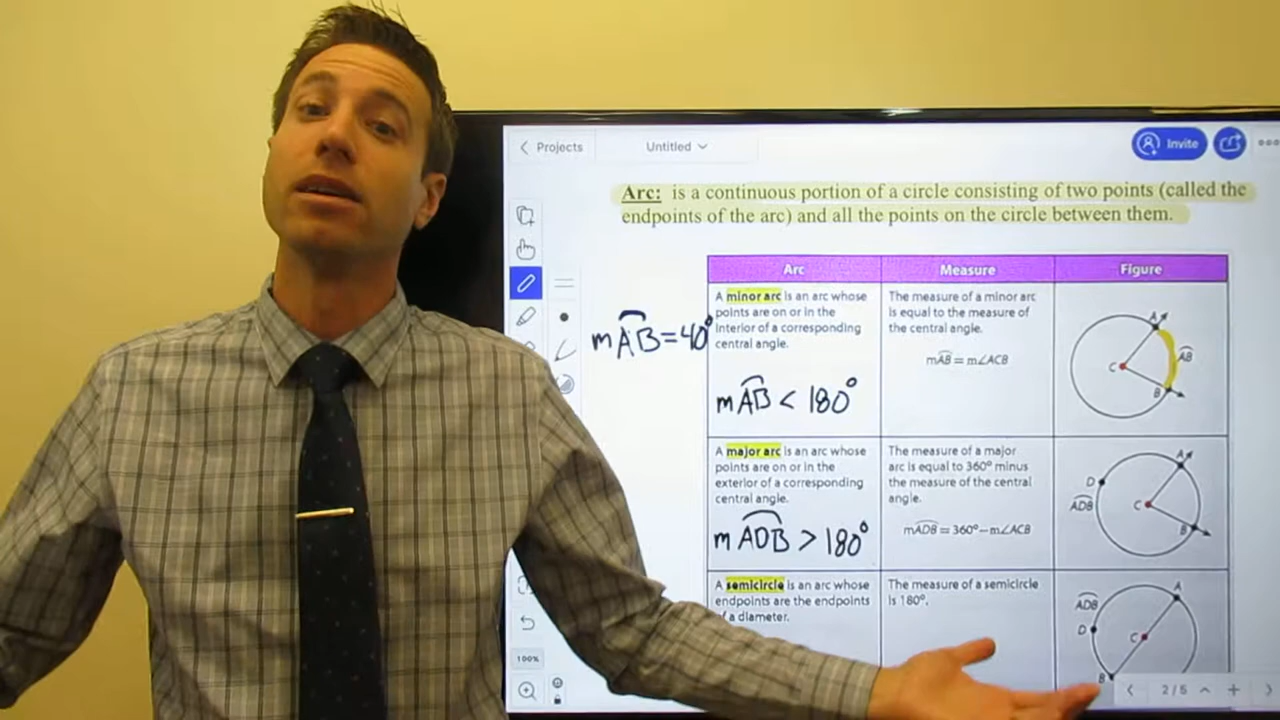 Projects
Untitled
Invite
Arc: is a continuous portion of a circle consisting of two points (called the
endpoints of the arc) and all the points on the circle between them.
Arc Measure Figure
m͡AB=40°
A minor arc is an arc whose
points are on or in the
interior of a corresponding
central angle.
m͡AB < 180°
The measure of a minor arc
is equal to the measure of
the central angle.
m͡AB = m∠ACB
A
C
B
͡AB
A major arc is an arc whose
points are on or in the
exterior of a corresponding
central angle.
m͡ADB > 180°
The measure of a major
arc is equal to 360° minus
the measure of the central
angle.
m͡ADB = 360° – m∠ACB
A
D
͡ADB
C
B
A semicircle is an arc whose
endpoints are the endpoints
a diameter.
The measure of a semicircle
is 180°.
A
͡ADB
D
C
B
100%
2/5